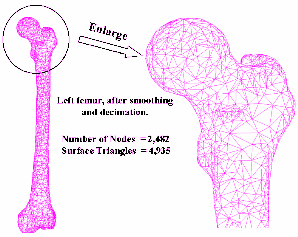 Enlarge
Left femur, after smoothing
and decimation.
Number of Nodes = 2,482
Surface Triangles = 4,935